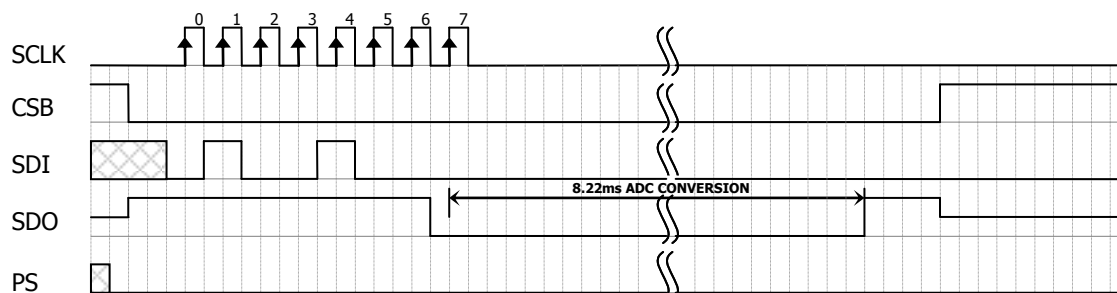 0 1 2 3 4 5 6 7
SCLK
CSB
SDI
8.22ms ADC CONVERSION
SDO
PS